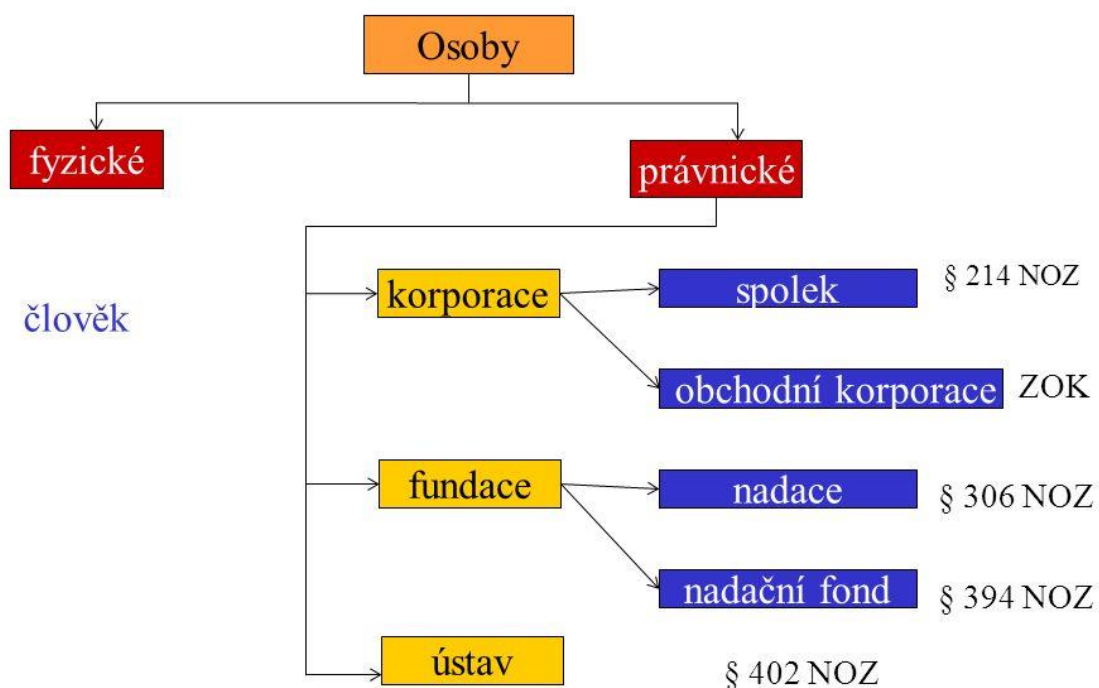 Osoby
fyzické
právnické
člověk
korporace
spolek
§ 214 NOZ
obchodní korporace
ZOK
fundace
nadace
§ 306 NOZ
nadační fond
§ 394 NOZ
ústav
§ 402 NOZ